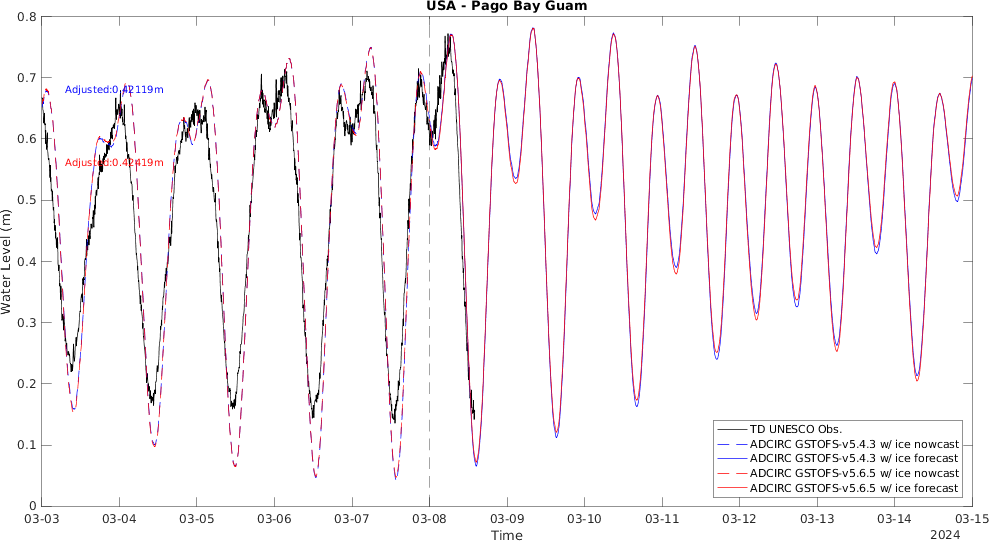 USA - Pago Bay Guam
0.8
0.7
0.6
0.5
0.4
0.3
0.2
0.1
0
Water Level (m)
Adjusted:0.42119m
Adjusted:0.42419m
TD UNESCO Obs.
ADCIRC GSTOFS-v5.4.3 w/ ice nowcast
ADCIRC GSTOFS-v5.4.3 w/ ice forecast
ADCIRC GSTOFS-v5.6.5 w/ ice nowcast
ADCIRC GSTOFS-v5.6.5 w/ ice forecast
03-03 03-04 03-05 03-06 03-07 03-08 03-09 03-10 03-11 03-12 03-13 03-14 03-15
Time
2024